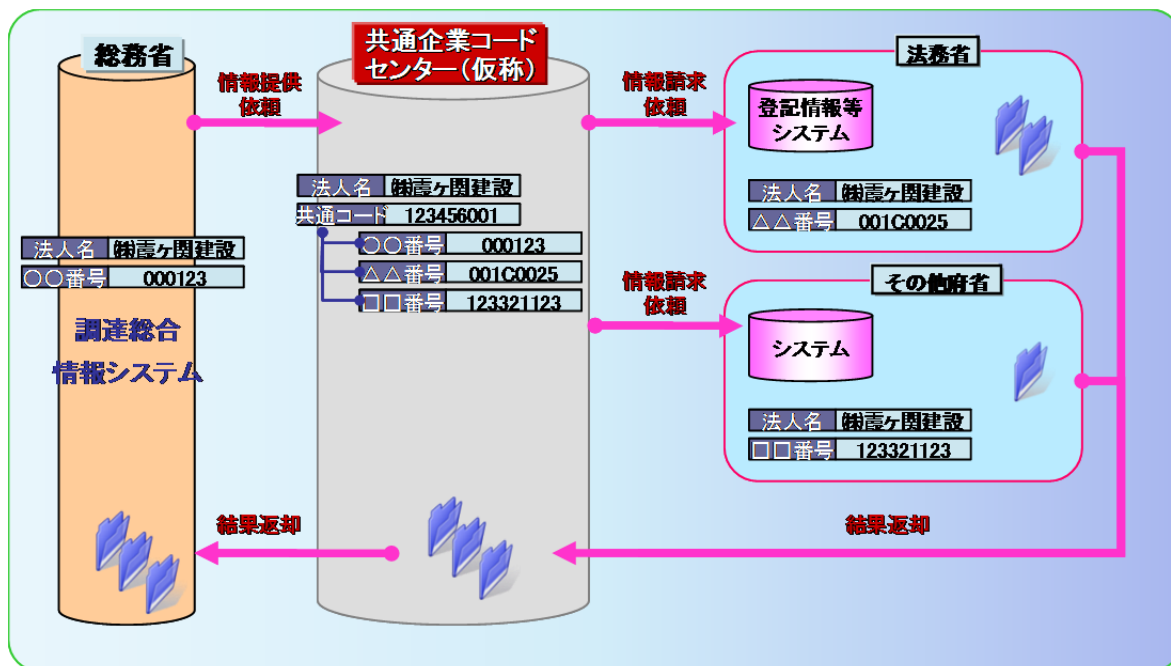 総務省
共通企業コード
センター(仮称)
法務省
情報提供
依頼
情報請求
依頼
登記情報等
システム
法人名 ㈱霞ヶ関建設
共通コード 123456001
〇〇番号 000123
△△番号 001C0025
□□番号 123321123
法人名 ㈱霞ヶ関建設
△△番号 001C0025
法人名 ㈱霞ヶ関建設
〇〇番号 000123
調達総合
情報システム
情報請求
依頼
その他府省
システム
法人名 ㈱霞ヶ関建設
□□番号 123321123
結果返却
結果返却